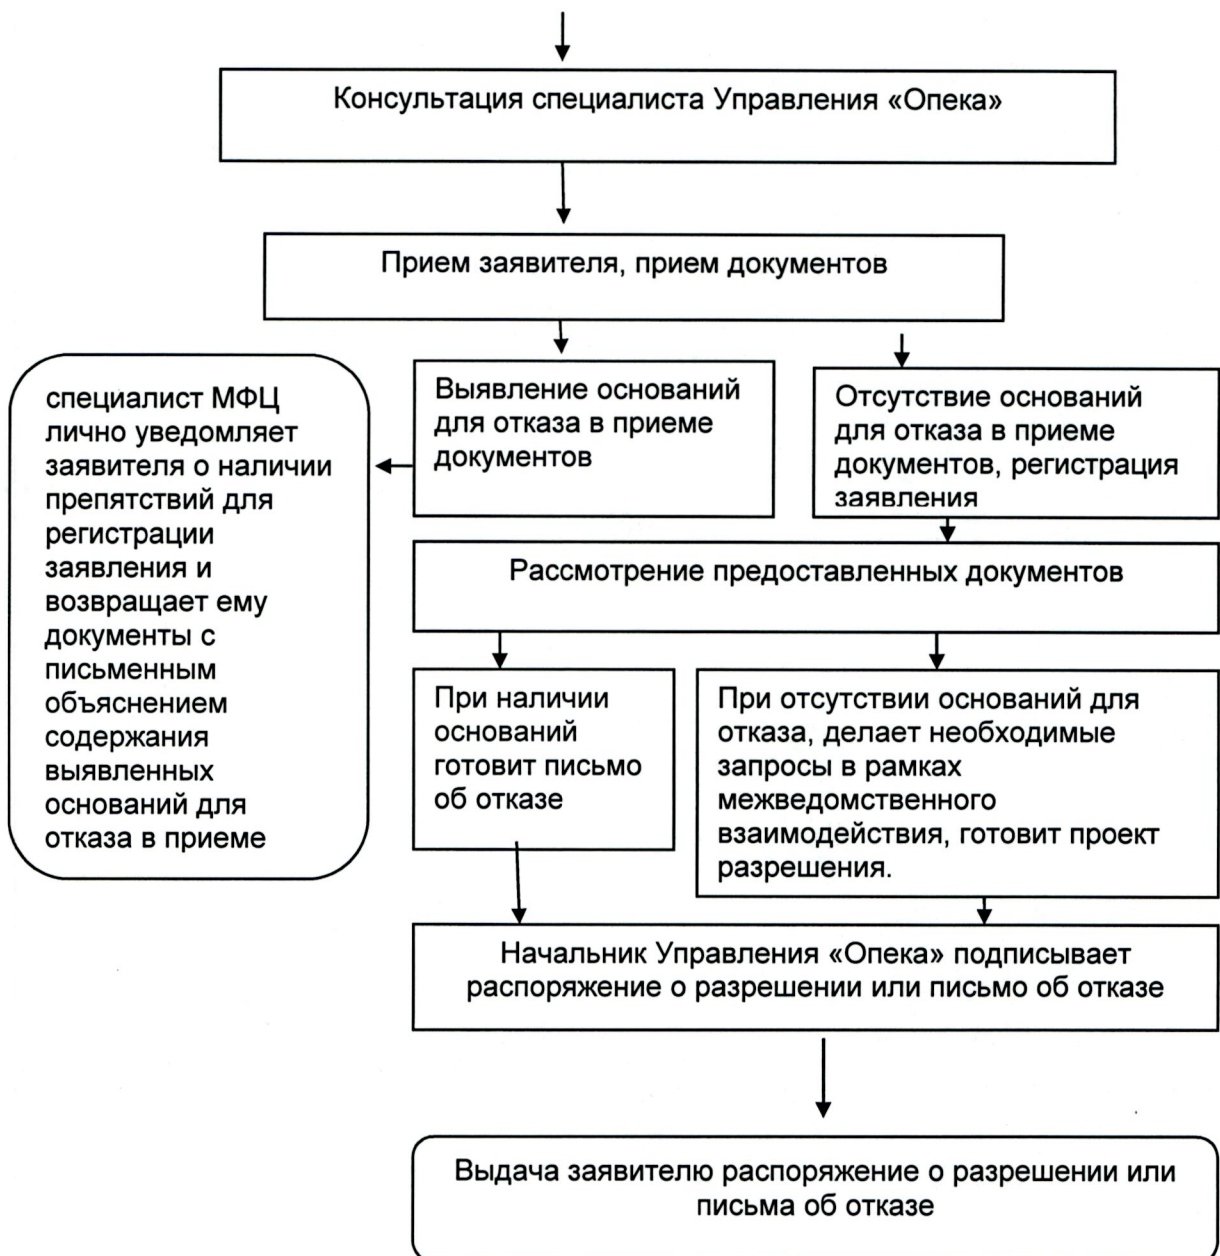 Консультация специалиста Управления «Опека»
Прием заявителя, прием документов
специалист МФЦ
лично уведомляет
заявителя о наличии
препятствий для
регистрации
заявления и
возвращает ему
документы с
письменным
объяснением
содержания
выявленных
оснований для
отказа в приеме
Выявление оснований
для отказа в приеме
документов
Отсутствие оснований
для отказа в приеме
документов, регистрация
заявления
Рассмотрение предоставленных документов
При наличии
оснований
готовит письмо
об отказе
При отсутствии оснований для
отказа, делает необходимые
запросы в рамках
межведомственного
взаимодействия, готовит проект
разрешения.
Начальник Управления «Опека» подписывает
распоряжение о разрешении или письмо об отказе
Выдача заявителю распоряжение о разрешении или
письма об отказе